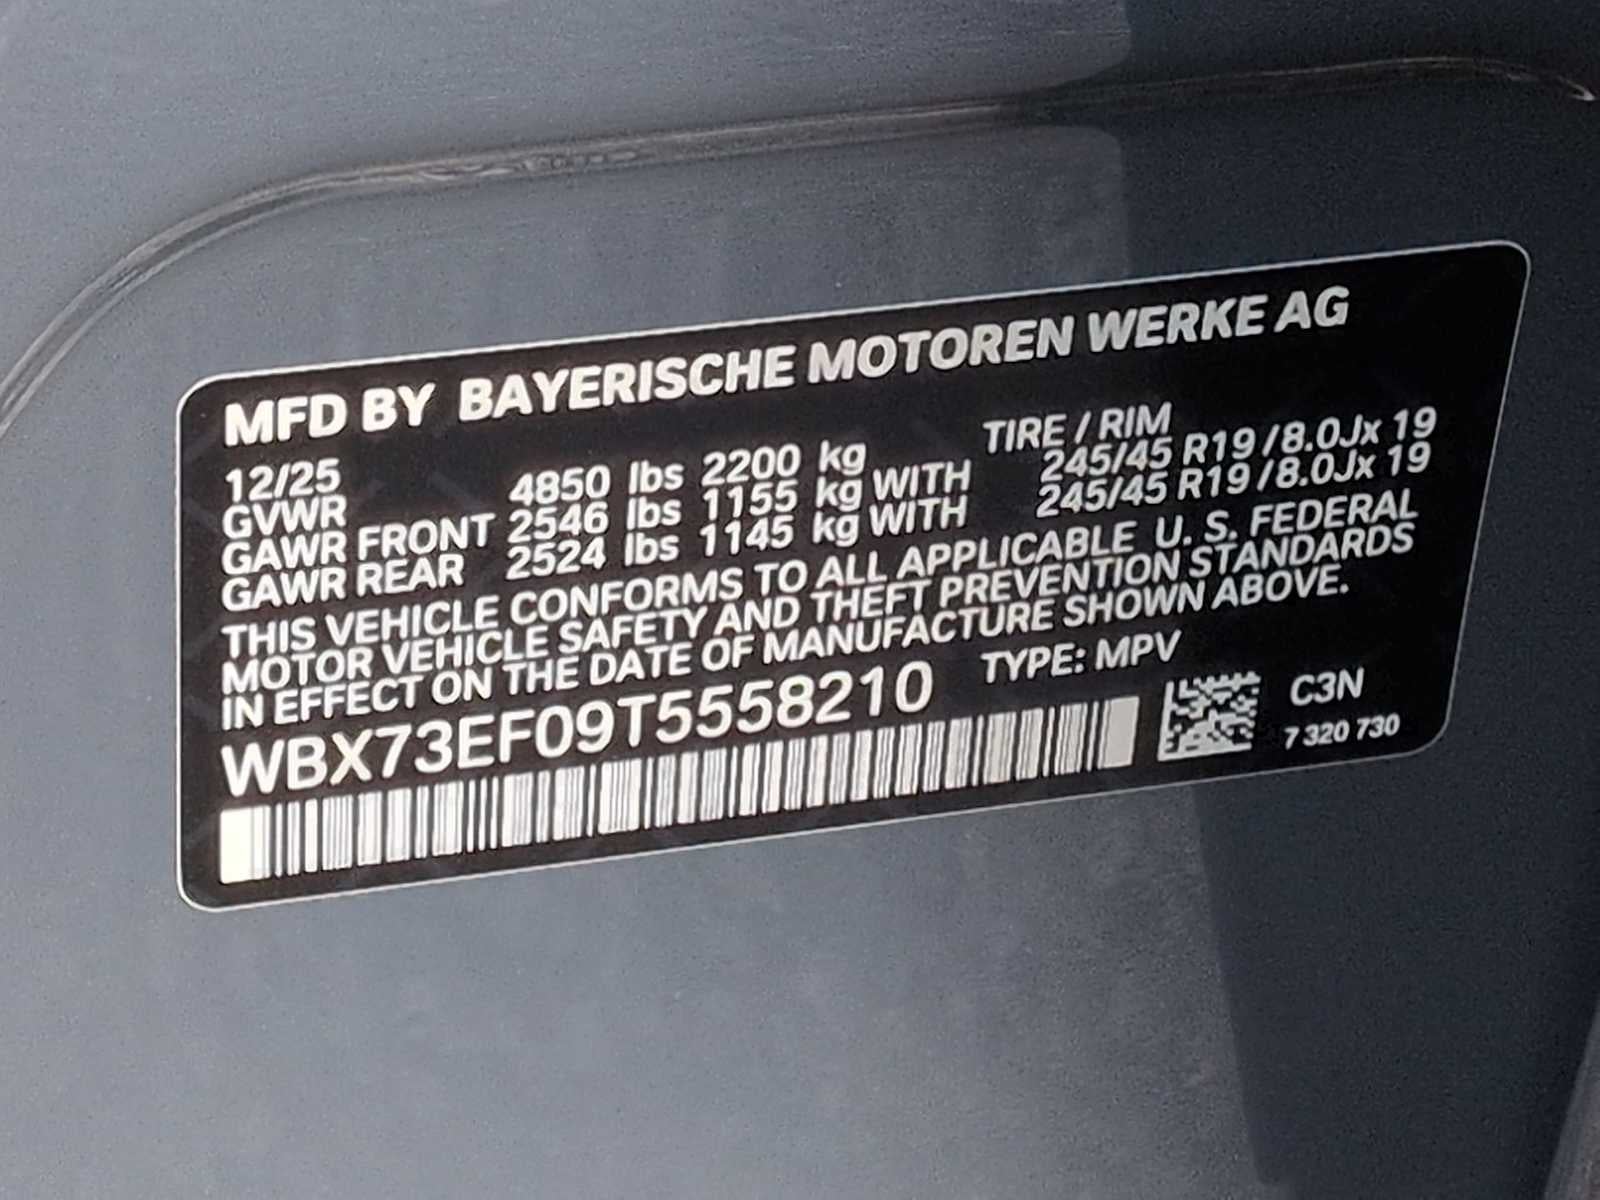 MFD BY BAYERISCHE MOTOREN WERKE AG
12/25 TIRE / RIM
GVWR 4850 lbs 2200 kg
GAWR FRONT 2546 lbs 1155 kg WITH 245/45 R19 /8.0Jx 19
GAWR REAR 2524 lbs 1145 kg WITH 245/45 R19 /8.0Jx 19
THIS VEHICLE CONFORMS TO ALL APPLICABLE U. S. FEDERAL
MOTOR VEHICLE SAFETY AND THEFT PREVENTION STANDARDS
IN EFFECT ON THE DATE OF MANUFACTURE SHOWN ABOVE.
WBX73EF09T5558210 TYPE: MPV
C3N
7 320 730